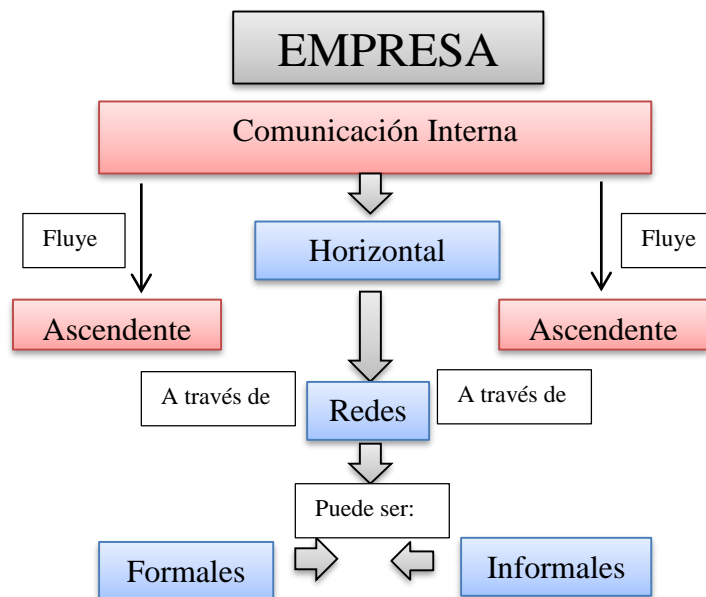 EMPRESA
Comunicación Interna
Fluye
Horizontal
Fluye
Ascendente
Ascendente
A través de
Redes
A través de
Puede ser:
Formales
Informales